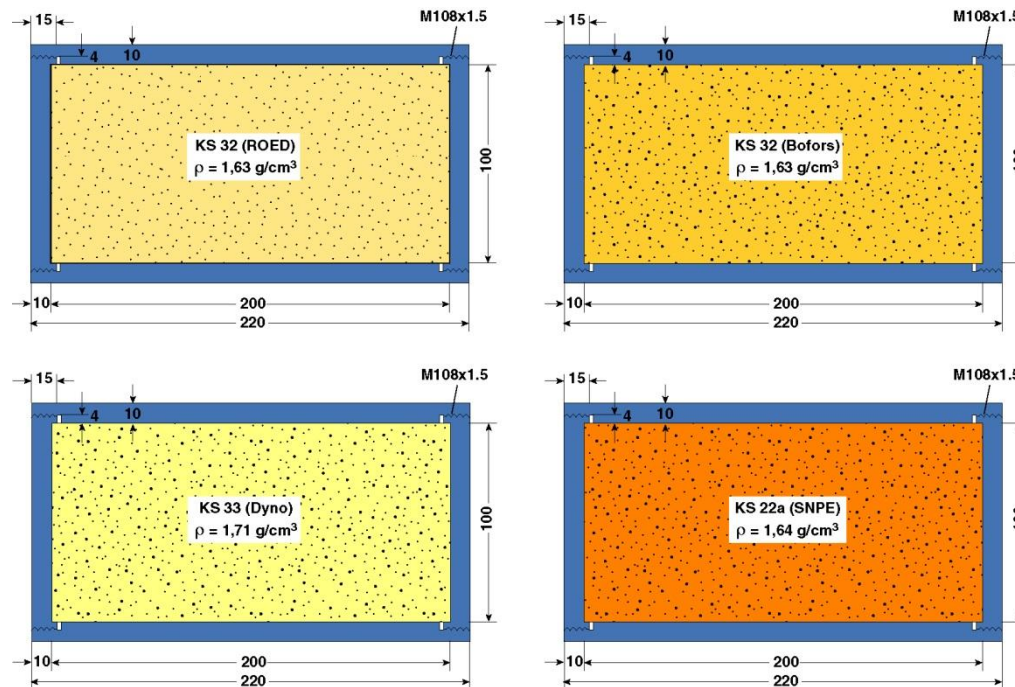 15
M108x1.5
4
10
KS 32 (ROED)
ρ = 1,63 g/cm³
100
10
200
220
15
M108x1.5
4
10
KS 32 (Bofors)
ρ = 1,63 g/cm³
10
200
220
15
M108x1.5
4
10
KS 33 (Dyno)
ρ = 1,71 g/cm³
100
10
200
220
15
M108x1.5
4
10
KS 22a (SNPE)
ρ = 1,64 g/cm³
10
200
220